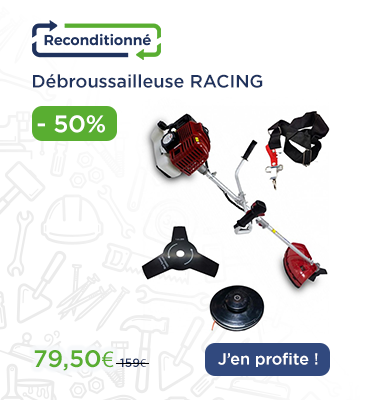 Reconditionné
Débroussailleuse RACING
- 50%
79,50€ 159€
J'en profite !